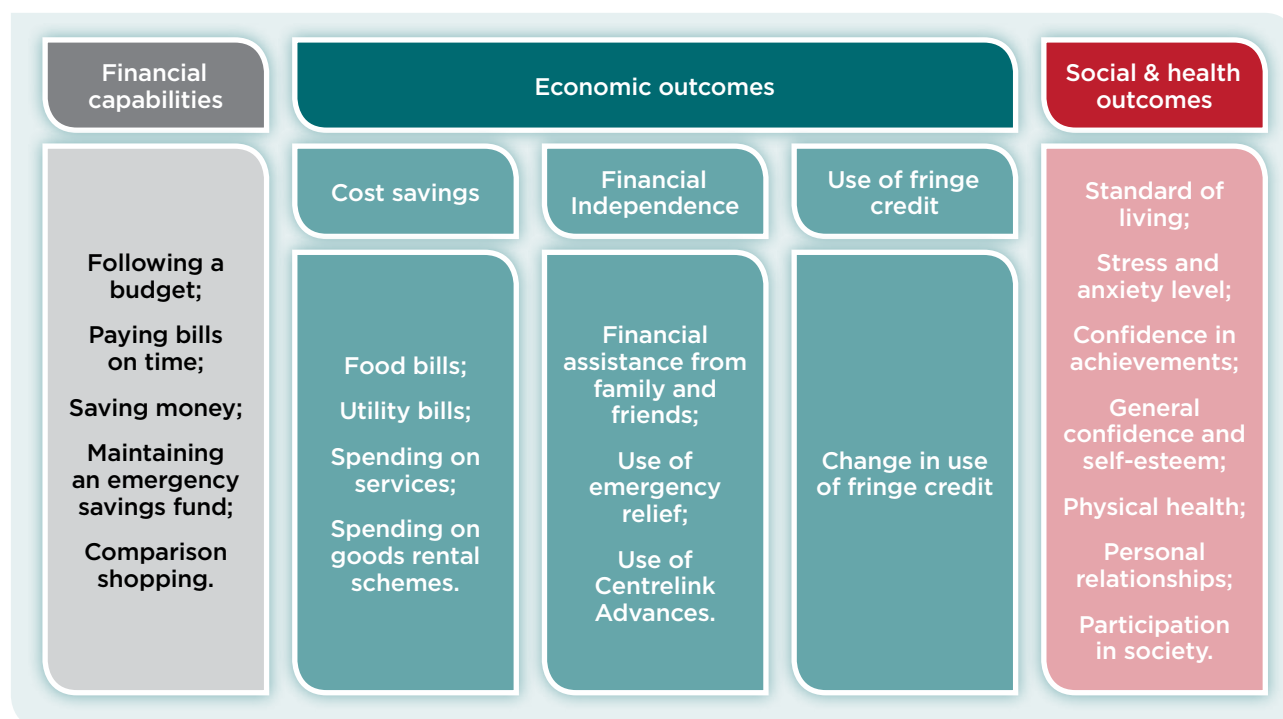 Financial
capabilities
Economic outcomes
Social & health
outcomes
Following a
budget;
Paying bills
on time;
Saving money;
Maintaining
an emergency
savings fund;
Comparison
shopping.
Cost savings
Food bills;
Utility bills;
Spending on
services;
Spending on
goods rental
schemes.
Financial
Independence
Financial
assistance from
family and
friends;
Use of
emergency
relief;
Use of
Centrelink
Advances.
Use of fringe
credit
Change in use
of fringe credit
Standard of
living;
Stress and
anxiety level;
Confidence in
achievements;
General
confidence and
self-esteem;
Physical health;
Personal
relationships;
Participation
in society.